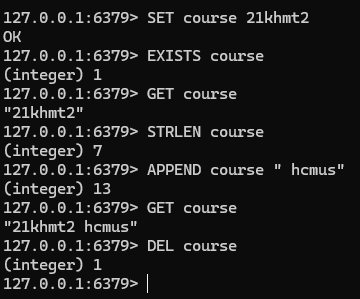 127.0.0.1:6379> SET course 21khmt2
OK
127.0.0.1:6379> EXISTS course
(integer) 1
127.0.0.1:6379> GET course
"21khmt2"
127.0.0.1:6379> STRLEN course
(integer) 7
127.0.0.1:6379> APPEND course " hcmus"
(integer) 13
127.0.0.1:6379> GET course
"21khmt2 hcmus"
127.0.0.1:6379> DEL course
(integer) 1
127.0.0.1:6379>